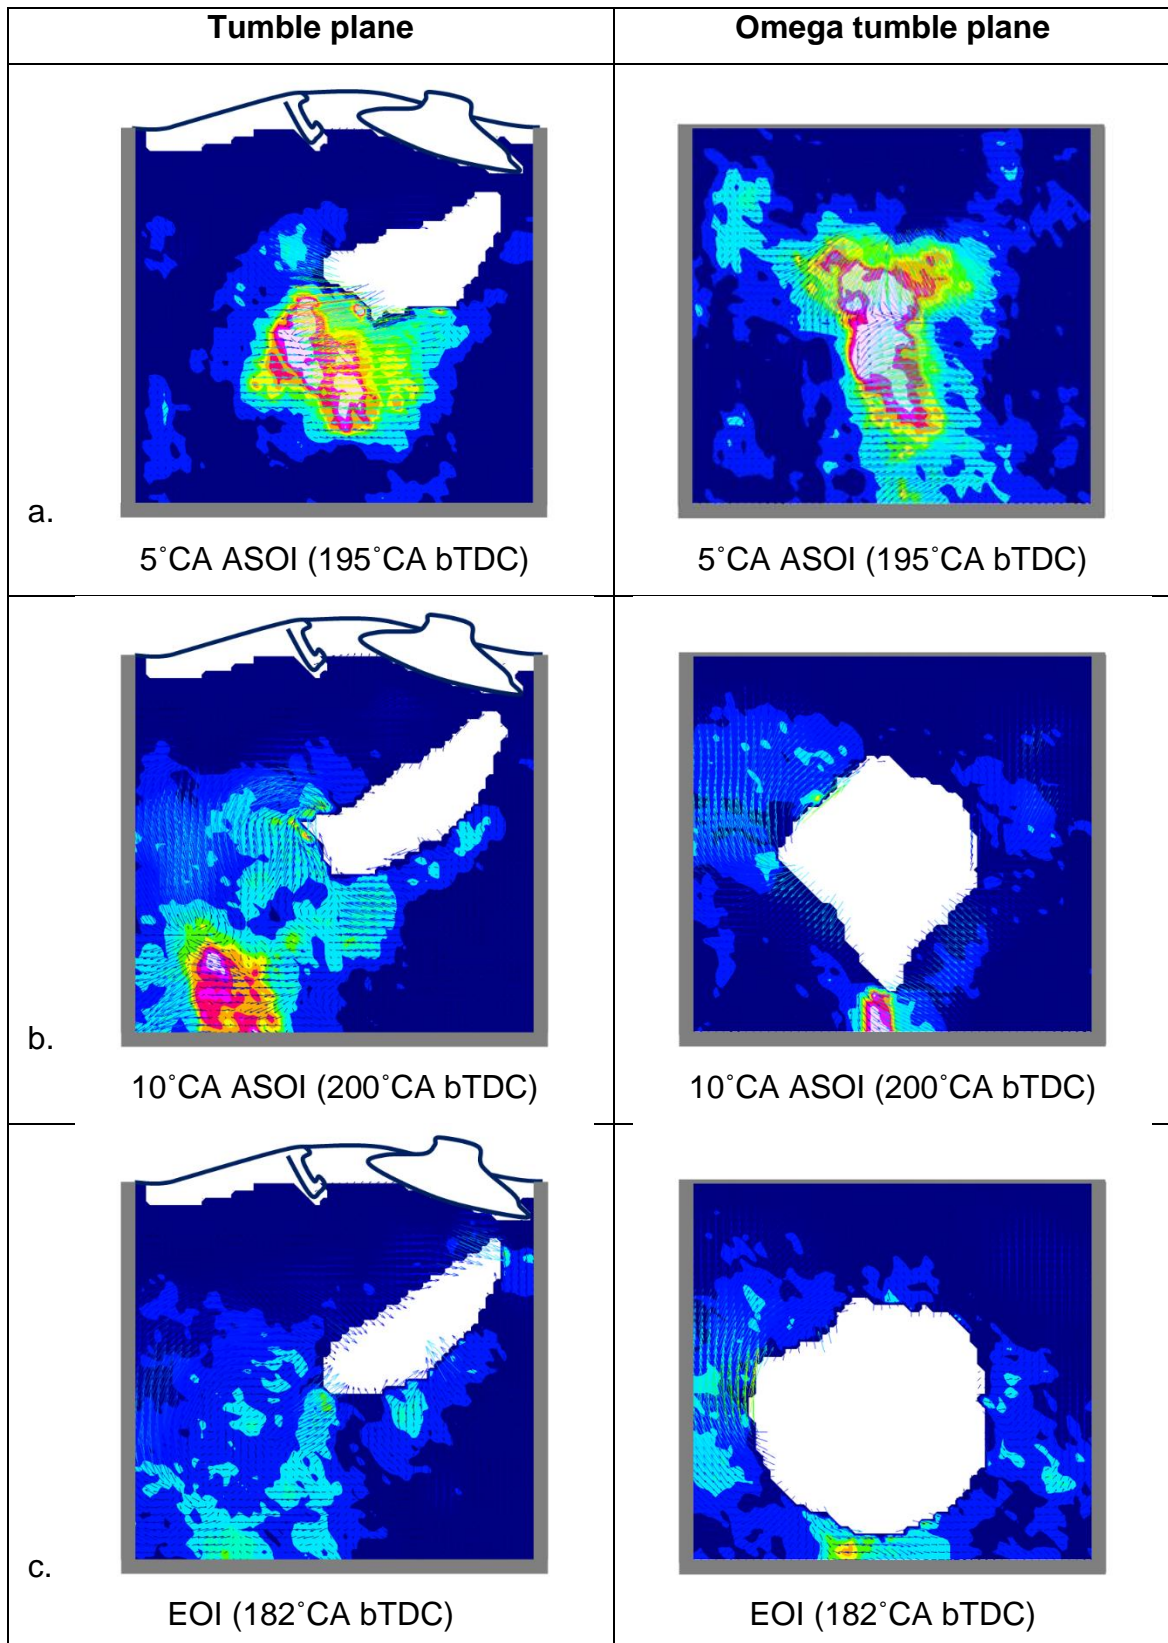 Tumble plane
Omega tumble plane
a.
5˚CA ASOI (195˚CA bTDC)
5˚CA ASOI (195˚CA bTDC)
b.
10˚CA ASOI (200˚CA bTDC)
10˚CA ASOI (200˚CA bTDC)
c.
EOI (182˚CA bTDC)
EOI (182˚CA bTDC)